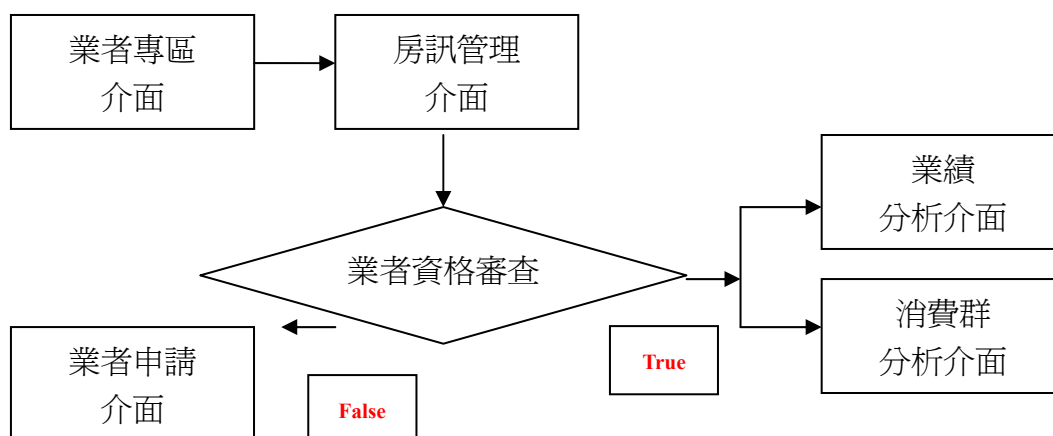 業者專區
介面
房訊管理
介面
業績
分析介面
業者資格審查
消費群
分析介面
True
業者申請
介面
False